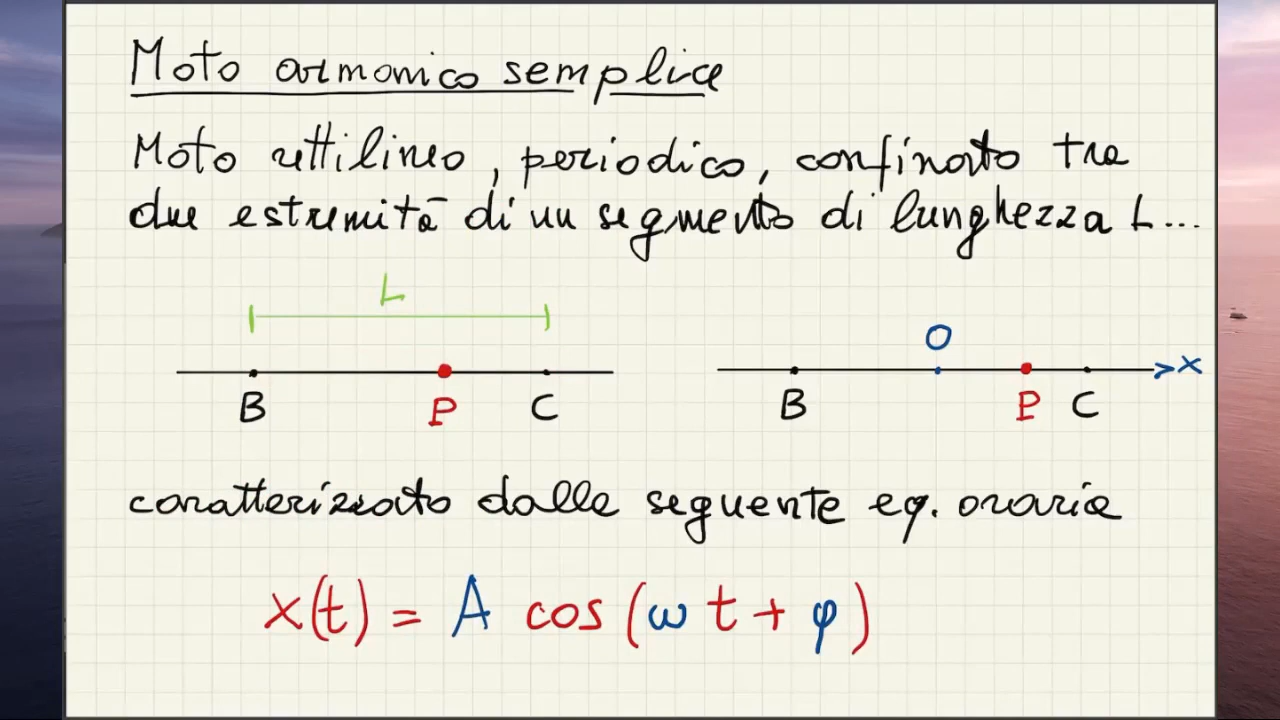 Moto armonico semplice
Moto rettilineo, periodico, confinato tra
due estremità di un segmento di lunghezza L...
L
B P C
O
B P C x
caratterizzato dalla seguente eq. oraria
x(t) = A cos(ωt + φ)